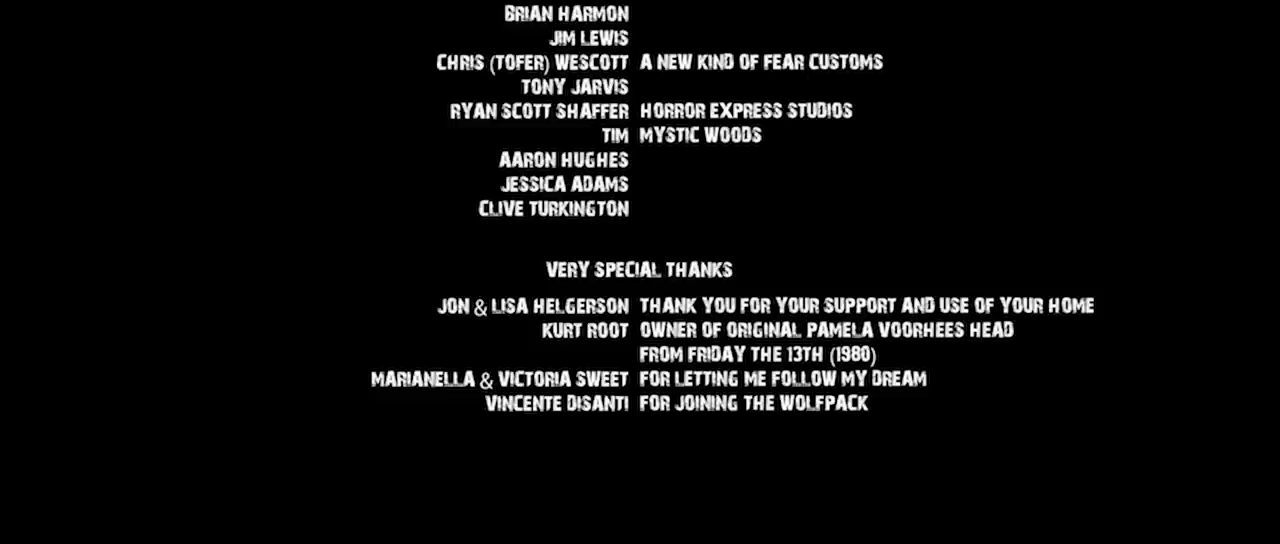 BRIAN HARMON
JIM LEWIS
CHRIS (TOFER) WESCOTT A NEW KIND OF FEAR CUSTOMS
TONY JARVIS
RYAN SCOTT SHAFFER HORROR EXPRESS STUDIOS
TIM MYSTIC WOODS
AARON HUGHES
JESSICA ADAMS
CLIVE TURKINGTON
VERY SPECIAL THANKS
JON & LISA HELGERSON THANK YOU FOR YOUR SUPPORT AND USE OF YOUR HOME
KURT ROOT OWNER OF ORIGINAL PAMELA VOORHEES HEAD
FROM FRIDAY THE 13TH (1980)
MARIANELLA & VICTORIA SWEET FOR LETTING ME FOLLOW MY DREAM
VINCENTE DISANTI FOR JOINING THE WOLFPACK